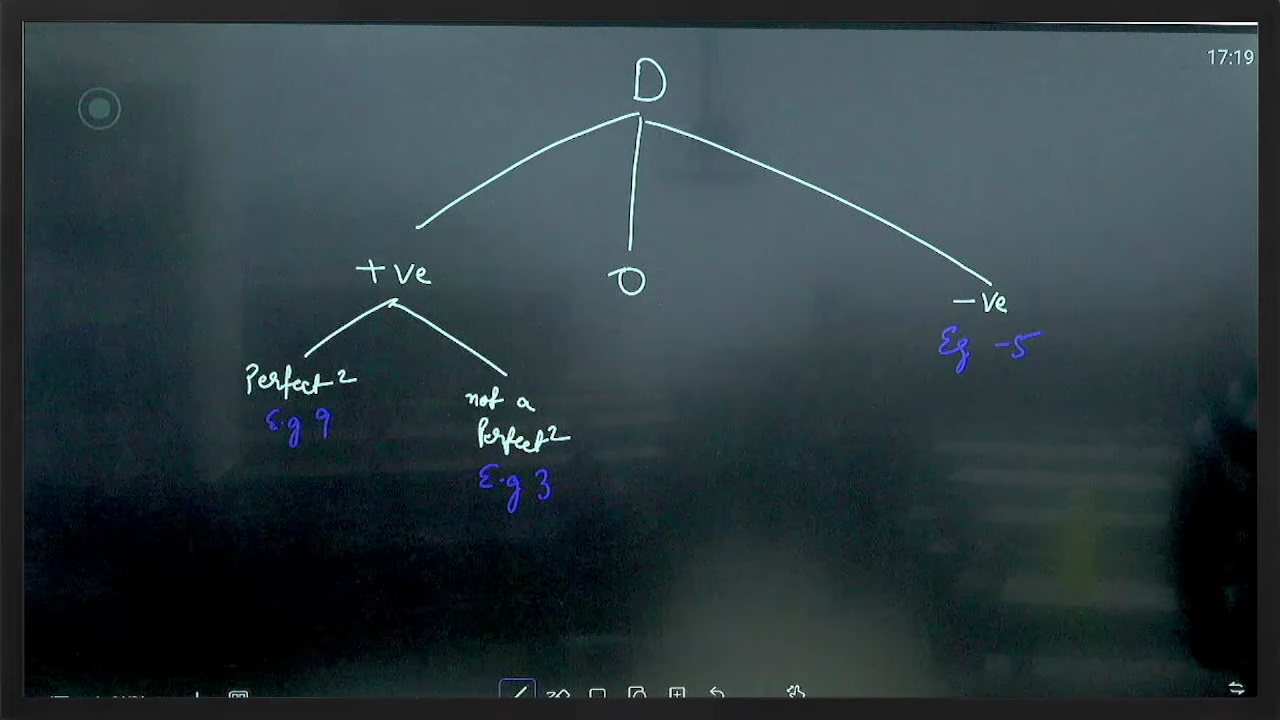 17:19
D
+ve
0
-ve
Eg -5
Perfect²
E.g 9
not a
Perfect²
E.g 3